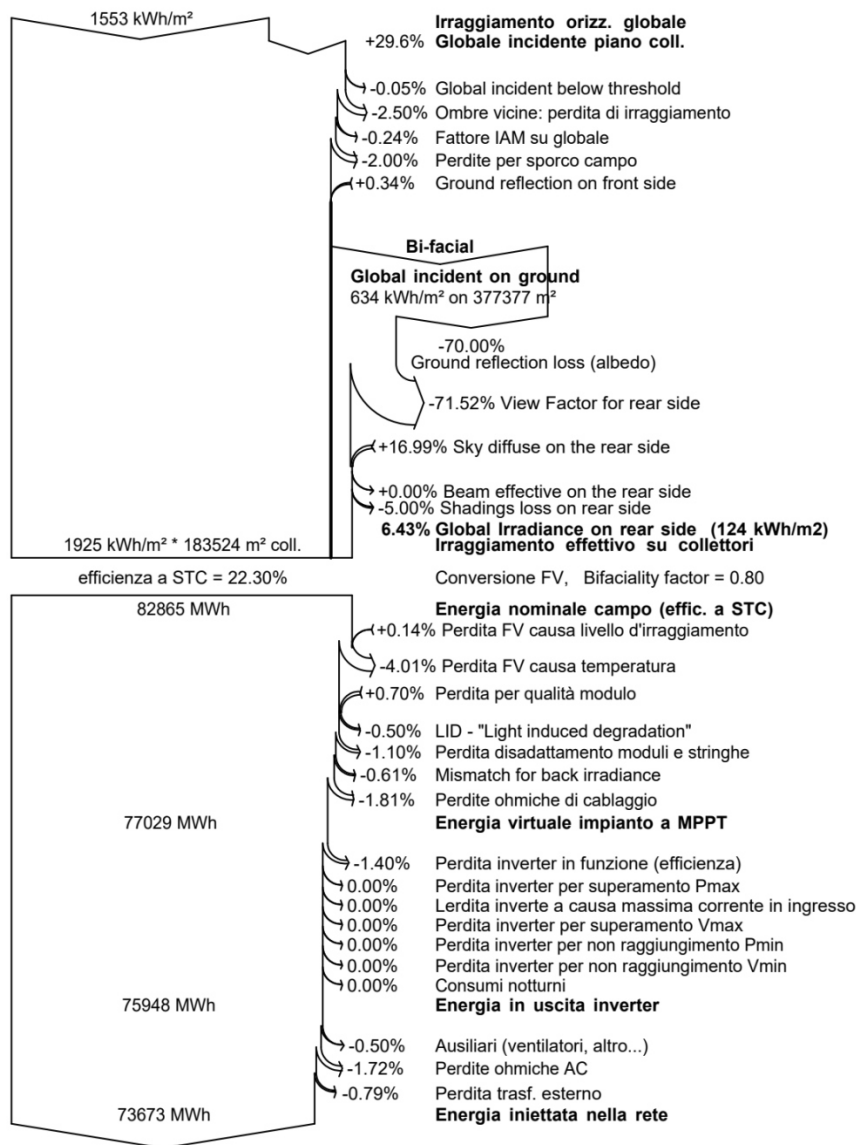 1553 kWh/m² Irraggiamento orizz. globale
+29.6% Globale incidente piano coll.
-0.05% Global incident below threshold
-2.50% Ombre vicine: perdita di irraggiamento
-0.24% Fattore IAM su globale
-2.00% Perdite per sporco campo
+0.34% Ground reflection on front side
Bi-facial
Global incident on ground
634 kWh/m² on 377377 m²
-70.00%
Ground reflection loss (albedo)
-71.52% View Factor for rear side
+16.99% Sky diffuse on the rear side
+0.00% Beam effective on the rear side
-5.00% Shadings loss on rear side
6.43% Global Irradiance on rear side (124 kWh/m2)
1925 kWh/m² * 183524 m² coll. Irraggiamento effettivo su collettori
efficienza a STC = 22.30% Conversione FV, Bifaciality factor = 0.80
82865 MWh Energia nominale campo (effic. a STC)
+0.14% Perdita FV causa livello d'irraggiamento
-4.01% Perdita FV causa temperatura
+0.70% Perdita per qualità modulo
-0.50% LID - "Light induced degradation"
-1.10% Perdita disadattamento moduli e stringhe
-0.61% Mismatch for back irradiance
-1.81% Perdite ohmiche di cablaggio
77029 MWh Energia virtuale impianto a MPPT
-1.40% Perdita inverter in funzione (efficienza)
0.00% Perdita inverter per superamento Pmax
0.00% Lerdita inverte a causa massima corrente in ingresso
0.00% Perdita inverter per superamento Vmax
0.00% Perdita inverter per non raggiungimento Pmin
0.00% Perdita inverter per non raggiungimento Vmin
0.00% Consumi notturni
75948 MWh Energia in uscita inverter
-0.50% Ausiliari (ventilatori, altro...)
-1.72% Perdite ohmiche AC
-0.79% Perdita trasf. esterno
73673 MWh Energia iniettata nella rete